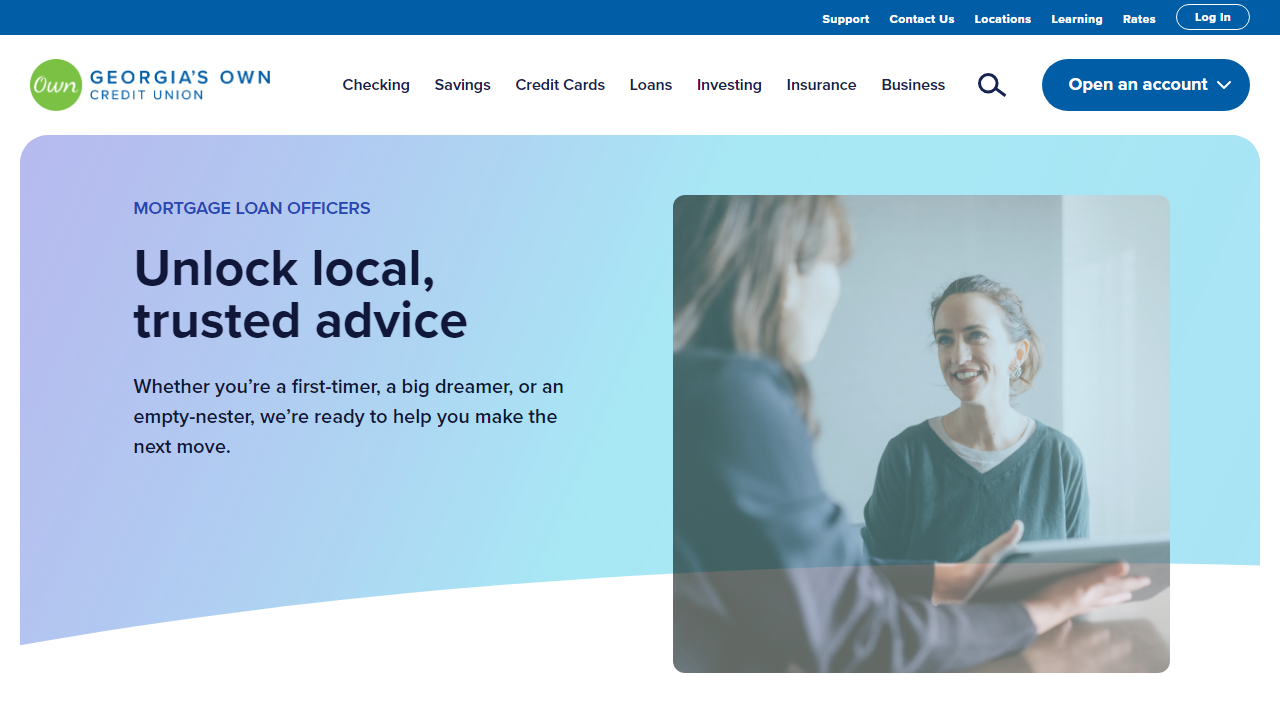 Support
Contact Us
Locations
Learning
Rates
Log In
Own
GEORGIA'S OWN
CREDIT UNION
Checking
Savings
Credit Cards
Loans
Investing
Insurance
Business
Open an account
MORTGAGE LOAN OFFICERS
Unlock local,
trusted advice
Whether you’re a first-timer, a big dreamer, or an
empty-nester, we’re ready to help you make the
next move.